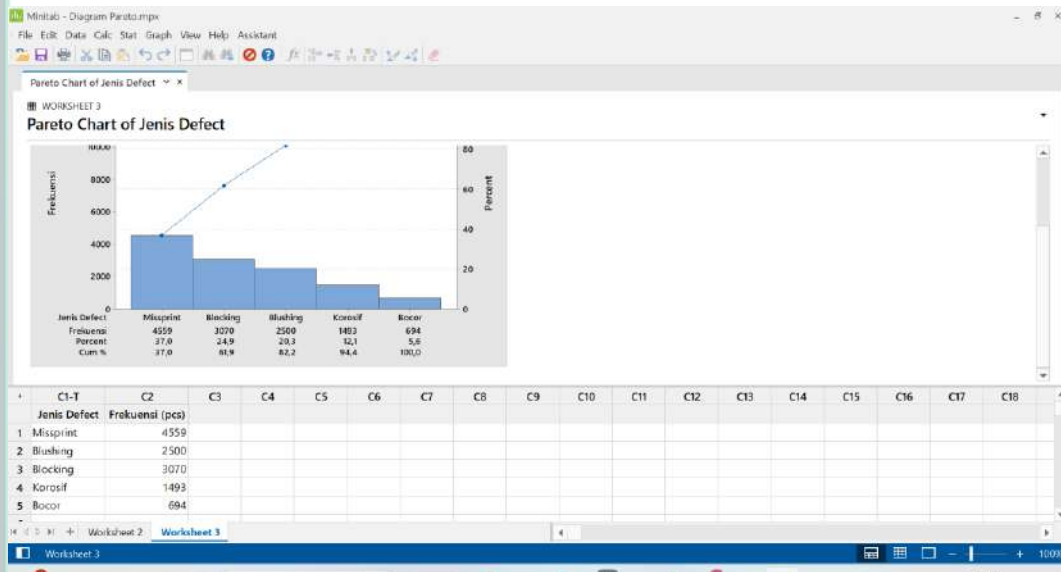 Minitab - Diagram Pareto.mpx
File Edit Data Calc Stat Graph View Help Assistant
Pareto Chart of Jenis Defect
WORKSHEET 3
Pareto Chart of Jenis Defect
10000 80
8000
6000 60
4000 40
2000 20
0 0
Frekuensi
Percent
Jenis Defect Missprint Blocking Blushing Korosif Bocor
Frekuensi 4559 3070 2500 1493 694
Percent 37,0 24,9 20,3 12,1 5,6
Cum % 37,0 61,9 82,2 94,4 100,0
C1-T C2 C3 C4 C5 C6 C7 C8 C9 C10 C11 C12 C13 C14 C15 C16 C17 C18
Jenis Defect Frekuensi (pcs)
1 Missprint 4559
2 Blushing 2500
3 Blocking 3070
4 Korosif 1493
5 Bocor 694
Worksheet 2 Worksheet 3
Worksheet 3 100%